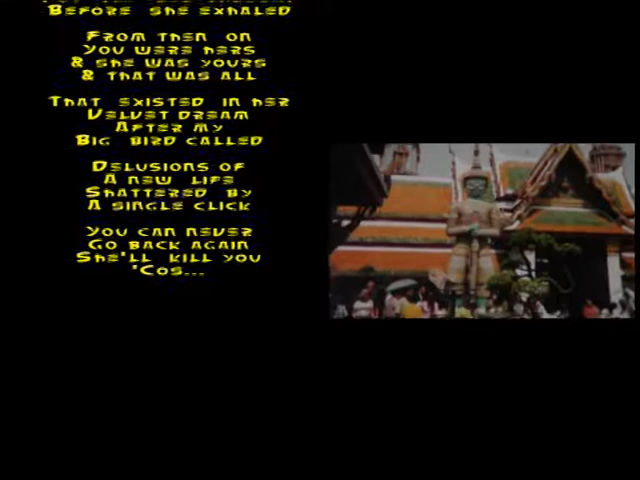 Before she exhaled
From then on
You were hers
& she was yours
& that was all
That existed in her
Velvet dream
After my
Big bird called
Delusions of
A new life
Shattered by
A single click
You can never
Go back again
She'll kill you
'Cos...